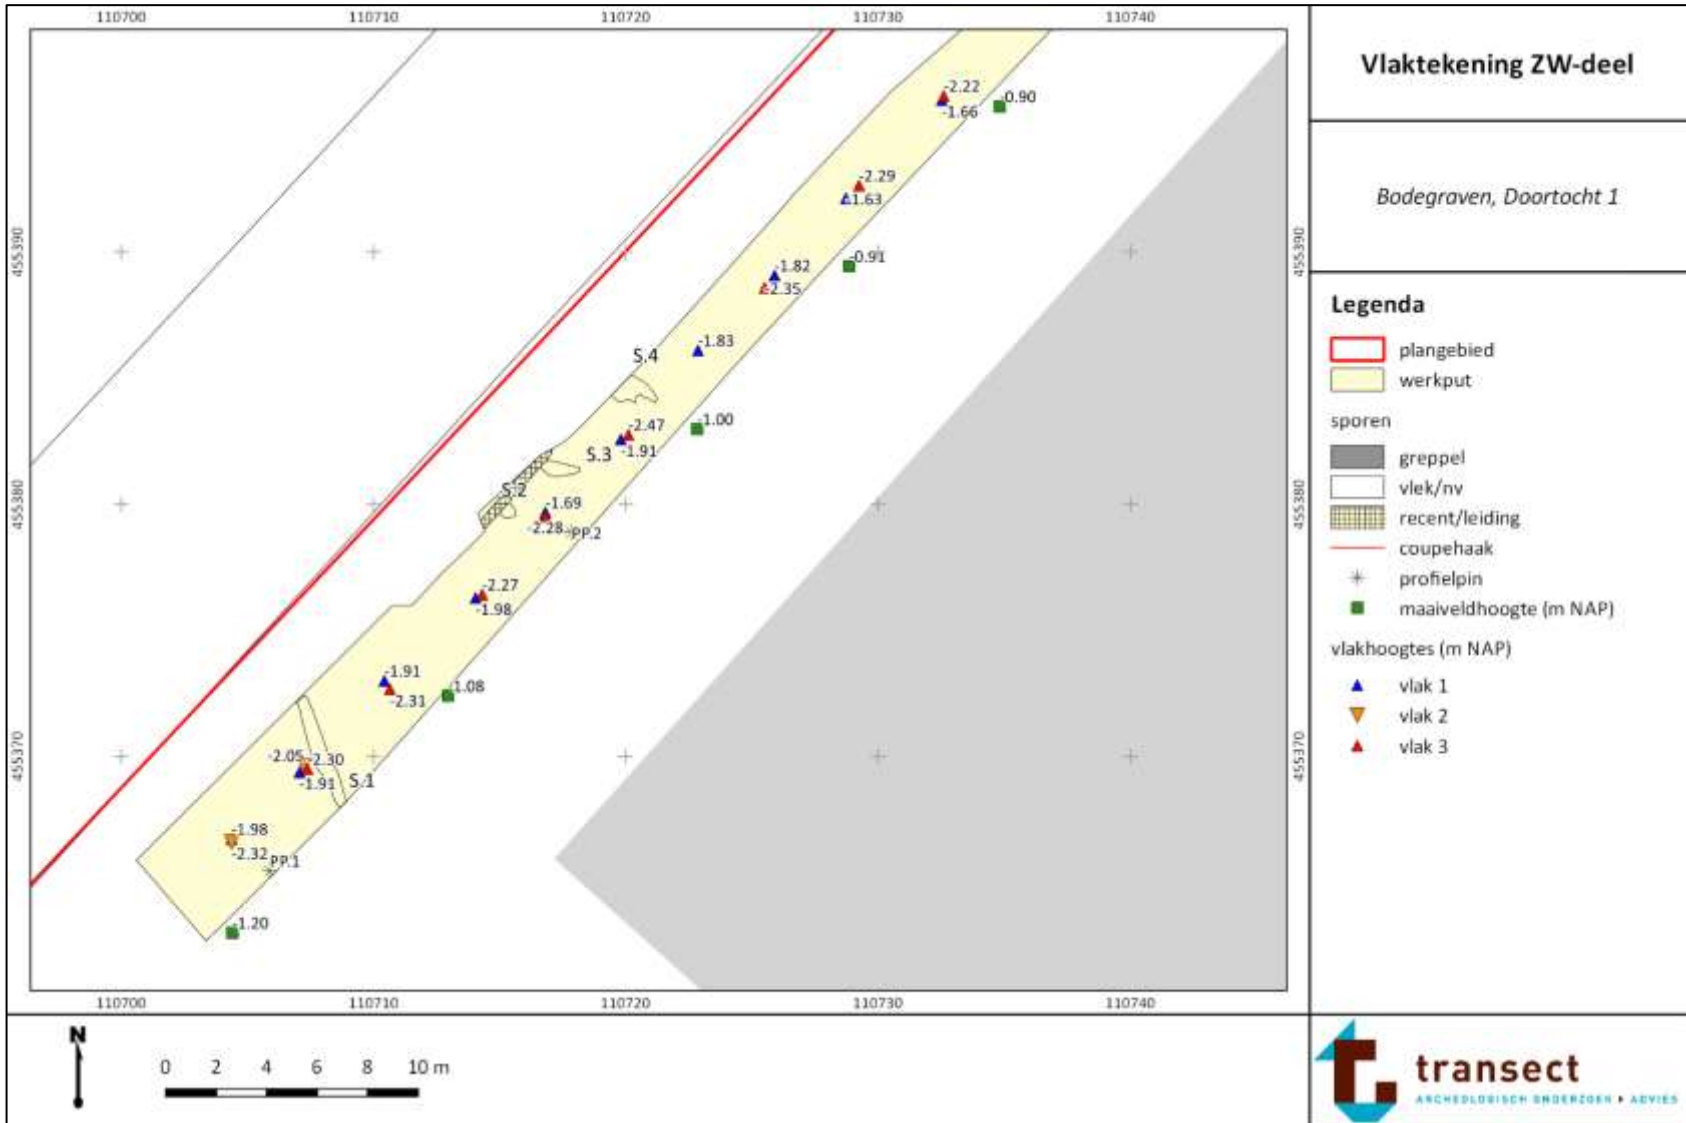 110700 110710 110720 110730 110740
Vlaktekening ZW-deel
Bodegraven, Doortocht 1
Legenda
plangebied
werkput
sporen
greppel
vlek/nv
recent/leiding
coupehaak
profielpin
maaiveldhoogte (m NAP)
vlakhoogtes (m NAP)
vlak 1
vlak 2
vlak 3
-2.22
-1.66
-0.90
-2.29
-1.63
455390
455390
-0.91
-1.82
-2.35
-1.83
S.4
-1.00
-2.47
-1.91
S.3
S.2
455380
455380
-1.69
-2.28
PP.2
-2.27
-1.98
-1.91
-2.31
-1.08
455370
455370
-2.05
-2.30
-1.91
S.1
-1.98
-2.32
PP.1
-1.20
110700 110710 110720 110730 110740
N
0 2 4 6 8 10 m
transect
ARCHEOLOGISCH ONDERZOEK & ADVIES